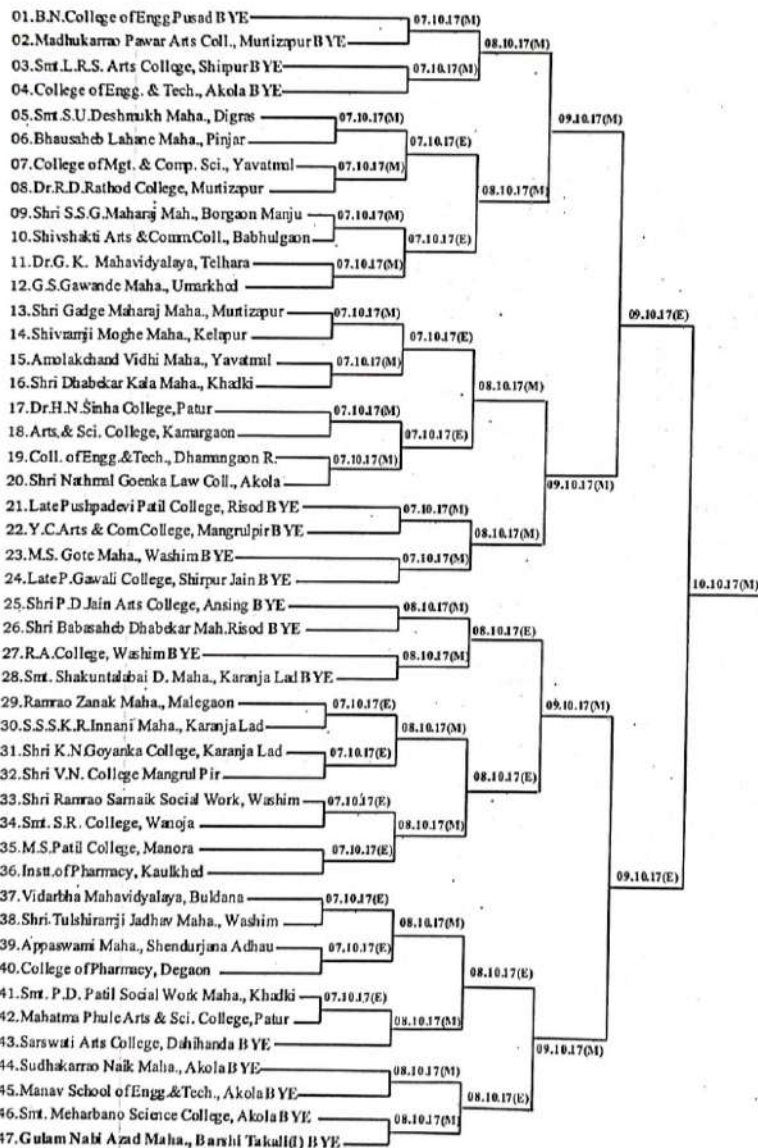 01.B.N.College of Engg Pusad BYE
07.10.17(M)
02.Madhukarrao Pawar Arts Coll., Murtizapur BYE
08.10.17(M)
03.Smt.L.R.S. Arts College, Shirpur BYE
07.10.17(M)
04.College of Engg. & Tech., Akola BYE
05.Smt.S.U.Deshmukh Maha., Digras
07.10.17(M)
09.10.17(M)
06.Bhausaheb Lahane Maha., Pinjar
07.10.17(E)
07.College of Mgt. & Comp. Sci., Yavatmal
07.10.17(M)
08.Dr.R.D.Rathod College, Murtizapur
08.10.17(M)
09.Shri S.S.G.Maharaj Mah., Borgaon Manju
07.10.17(M)
10.Shivshakti Arts &Comm Coll., Babhulgaon
07.10.17(E)
11.Dr.G. K. Mahavidyalaya, Telhara
07.10.17(M)
12.G.S.Gawande Maha., Umarkhed
13.Shri Gadge Maharaj Maha., Murtizapur
07.10.17(M)
09.10.17(E)
14.Shivramji Moghe Maha., Kelapur
07.10.17(E)
15.Amolakchand Vidhi Maha., Yavatmal
07.10.17(M)
16.Shri Dhabekar Kala Maha., Khadki
08.10.17(M)
17.Dr.H.N.Sinha College,Patur
07.10.17(M)
18.Arts,& Sci. College, Kamargaon
07.10.17(E)
19.Coll. of Engg.&Tech., Dhamangaon R.
07.10.17(M)
20.Shri Nathmal Goenka Law Coll., Akola
09.10.17(M)
21.Late Pushpadevi Patil College, Risod BYE
07.10.17(M)
22.Y.C.Arts & Com College, Mangrulpir BYE
08.10.17(M)
23.M.S. Gote Maha., Washim BYE
07.10.17(M)
24.Late P.Gawali College, Shirpur Jain BYE
10.10.17(M)
25.Shri P.D.Jain Arts College, Ansing BYE
08.10.17(M)
26.Shri Babasaheb Dhabekar Mah.Risod BYE
08.10.17(E)
27.R.A.College, Washim BYE
08.10.17(M)
28.Smt. Shakuntalabai D. Maha., Karanja Lad BYE
29.Ramrao Zanak Maha., Malegaon
07.10.17(E)
09.10.17(M)
30.S.S.S.K.R.Innani Maha., Karanja Lad
08.10.17(M)
31.Shri K.N.Goyanka College, Karanja Lad
07.10.17(E)
32.Shri V.N. College Mangrul Pir
08.10.17(E)
33.Shri Ramrao Sarnaik Social Work, Washim
07.10.17(E)
34.Smt. S.R. College, Wanoja
08.10.17(M)
35.M.S.Patil College, Manora
07.10.17(E)
36.Instt.of Pharmacy, Kaulkhed
09.10.17(E)
37.Vidarbha Mahavidyalaya, Buldana
07.10.17(E)
38.Shri.Tulshiramji Jadhav Maha., Washim
08.10.17(M)
39.Appaswami Maha., Shendurjana Adhau
07.10.17(E)
40.College of Pharmacy, Degaon
08.10.17(E)
41.Smt. P.D. Patil Social Work Maha., Khadki
07.10.17(E)
42.Mahatma Phule Arts & Sci. College,Patur
08.10.17(M)
43.Sarswati Arts College, Dahihanda BYE
09.10.17(M)
44.Sudhakarrao Naik Maha., Akola BYE
08.10.17(M)
45.Manav School of Engg.&Tech., Akola BYE
08.10.17(E)
46.Smt. Meharbano Science College, Akola BYE
08.10.17(M)
47.Gulam Nabi Azad Maha., Barshi Takali(I) BYE